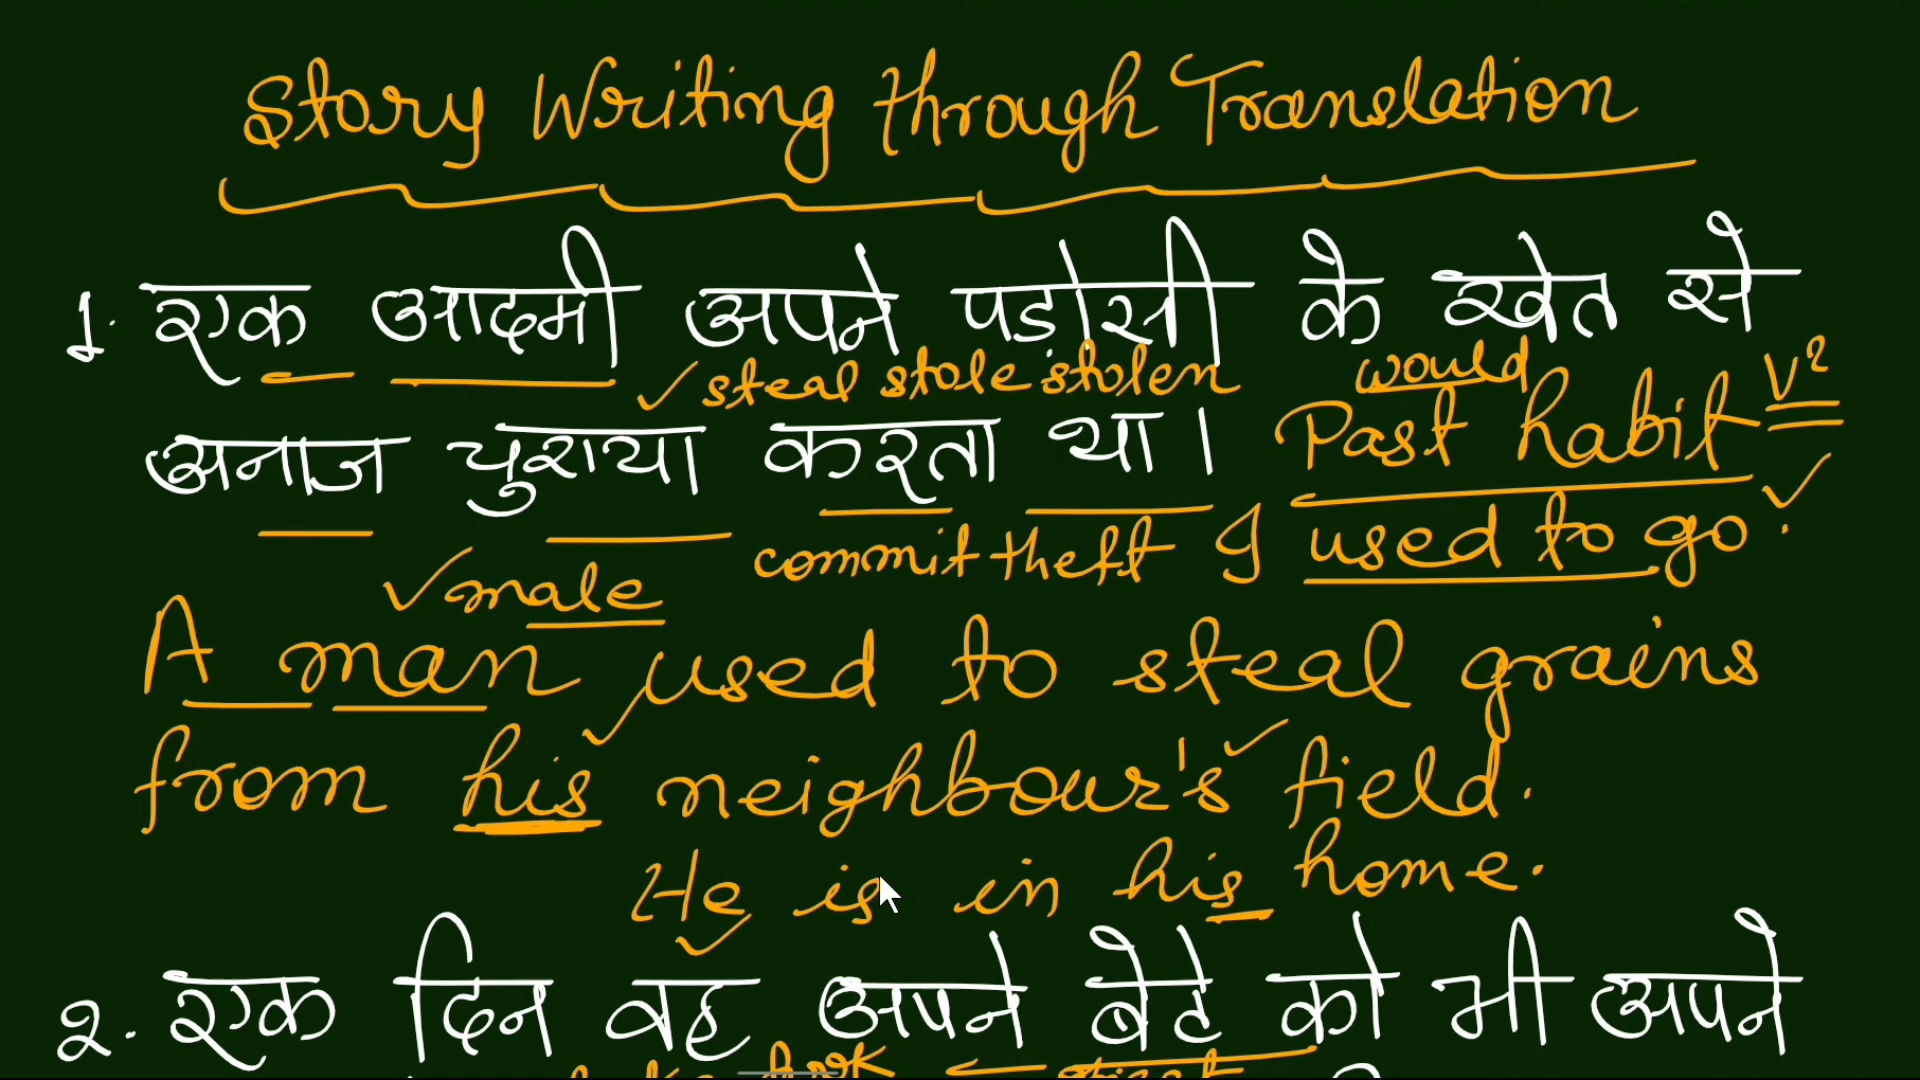 Story Writing through Translation
1. एक आदमी अपने पड़ोसी के खेत से
✓ steal stole stolen would V²
अनाज चुराया करता था। Past habit
commit theft I used to go.
✓ male
A man used to steal grains
from his neighbour's field.
He is in his home.
2. एक दिन वह अपने बेटे को भी अपने